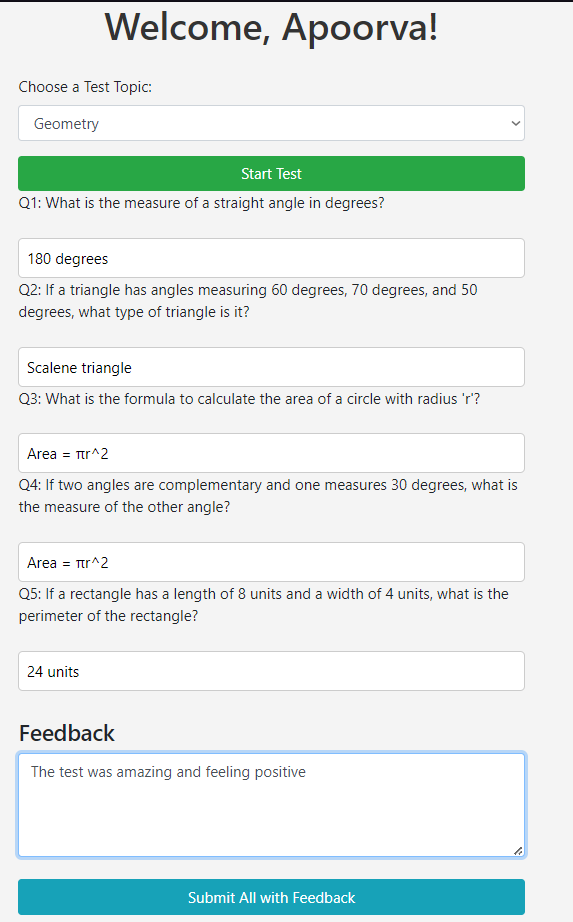 Welcome, Apoorva!
Choose a Test Topic:
Geometry
Start Test
Q1: What is the measure of a straight angle in degrees?
180 degrees
Q2: If a triangle has angles measuring 60 degrees, 70 degrees, and 50
degrees, what type of triangle is it?
Scalene triangle
Q3: What is the formula to calculate the area of a circle with radius 'r'?
Area = πr^2
Q4: If two angles are complementary and one measures 30 degrees, what is
the measure of the other angle?
Area = πr^2
Q5: If a rectangle has a length of 8 units and a width of 4 units, what is the
perimeter of the rectangle?
24 units
Feedback
The test was amazing and feeling positive
Submit All with Feedback